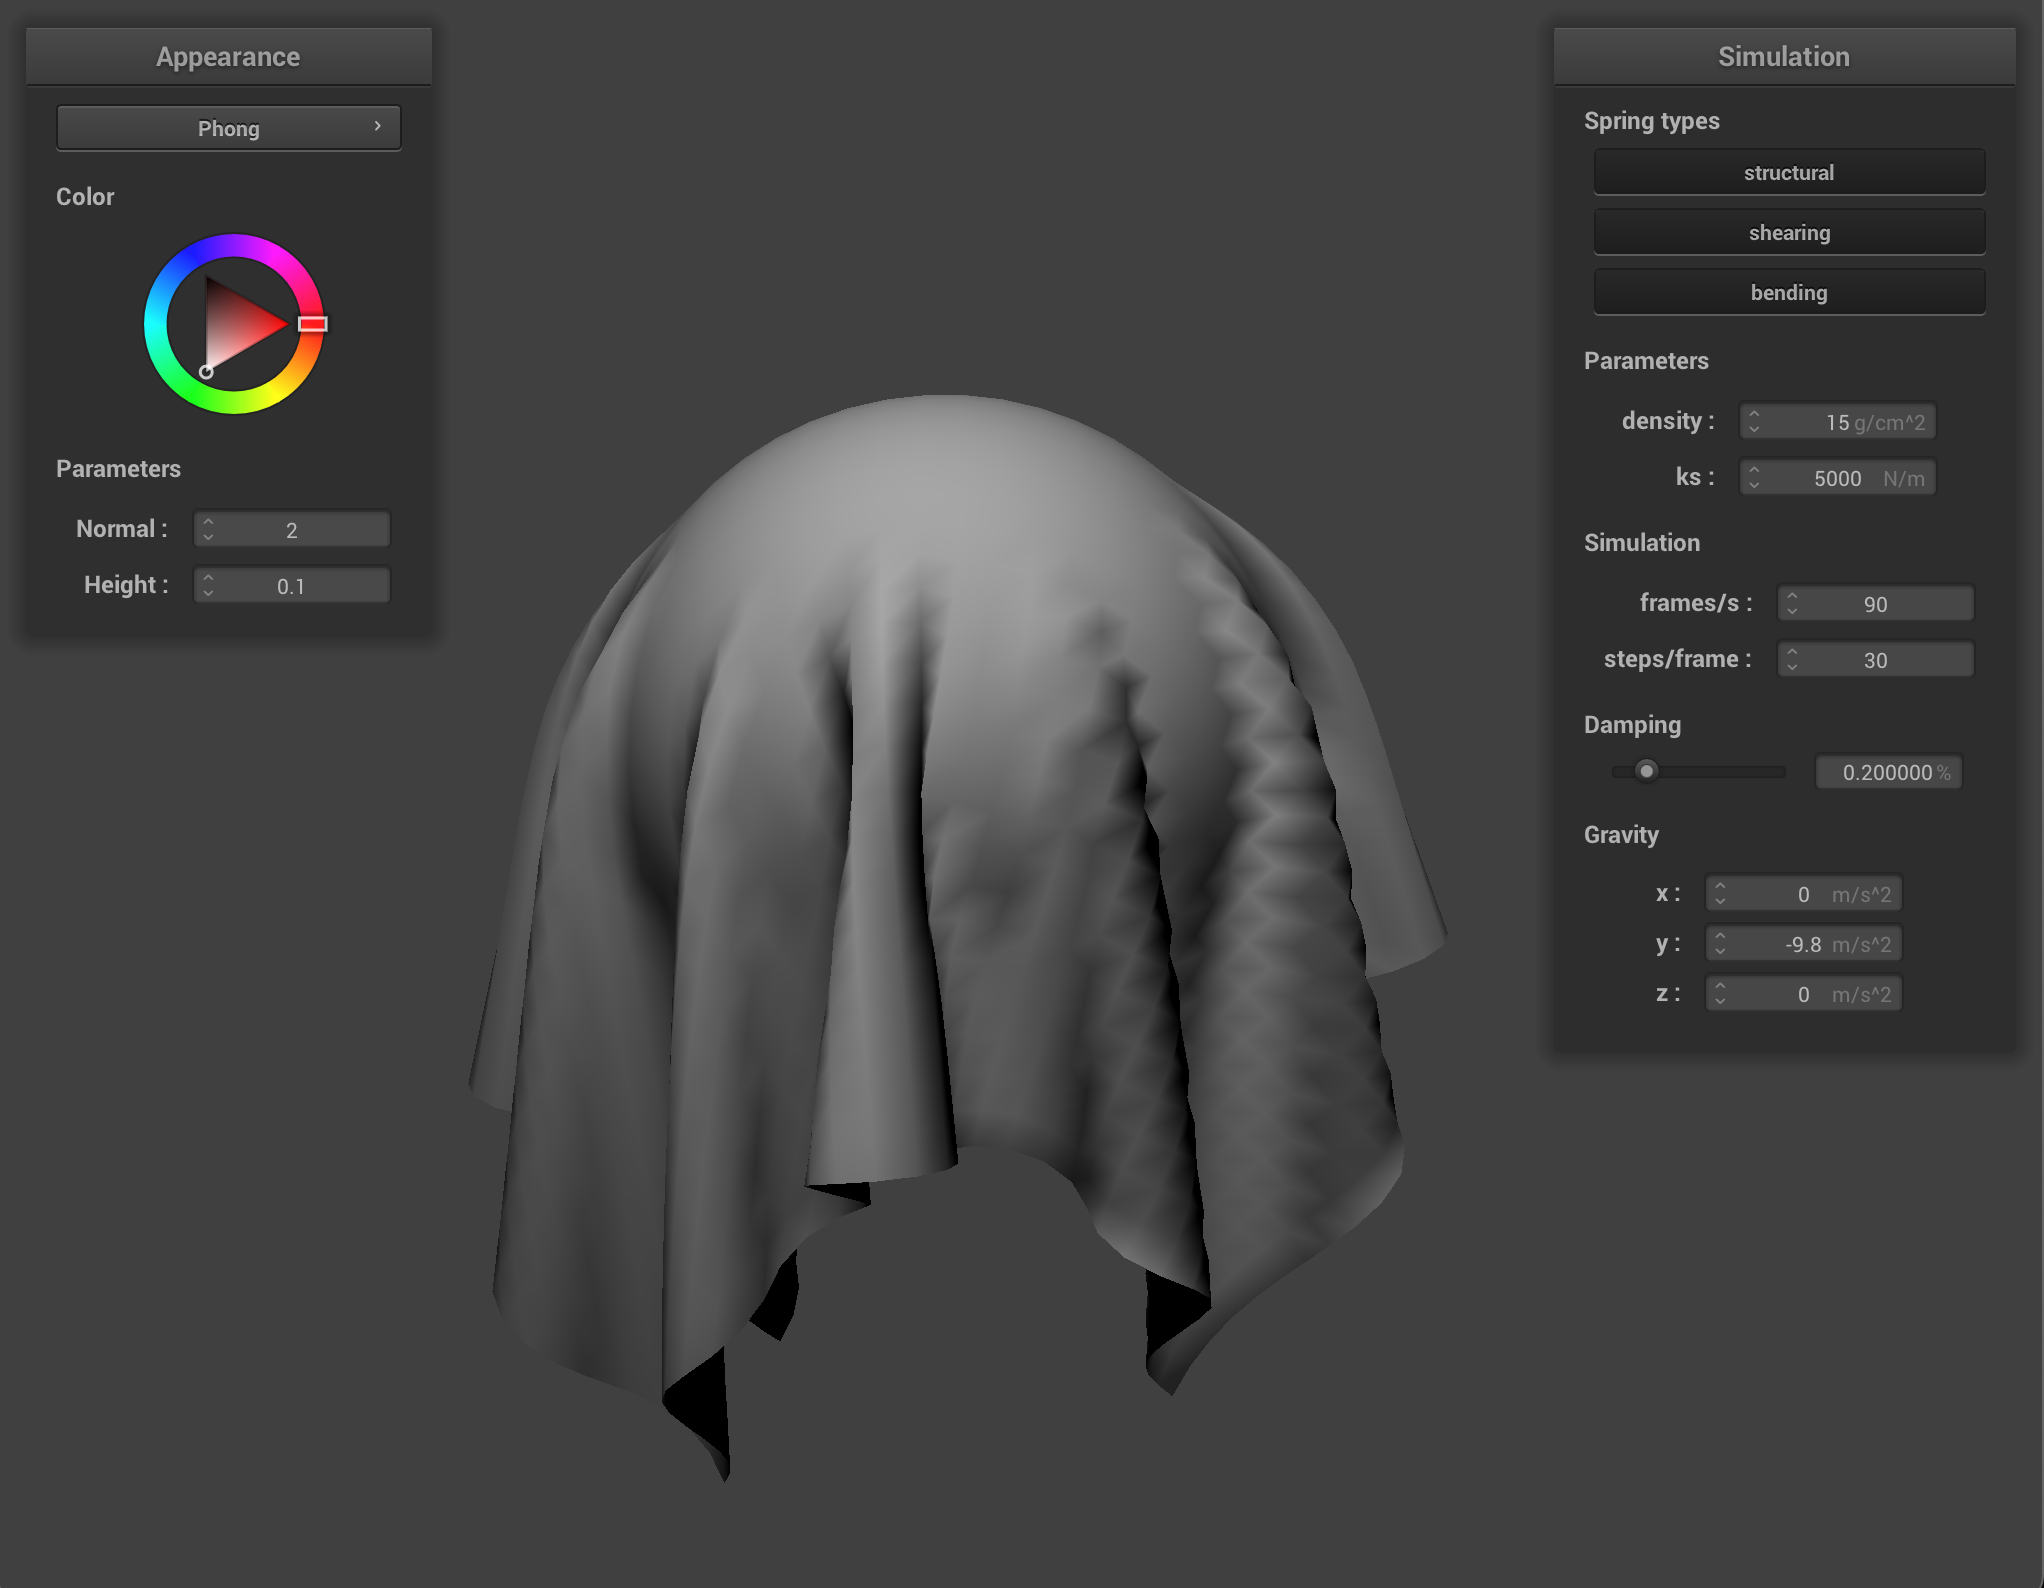 Appearance
Phong
Color
Parameters
Normal : 2
Height : 0.1
Simulation
Spring types
structural
shearing
bending
Parameters
density : 15 g/cm^2
ks : 5000 N/m
Simulation
frames/s : 90
steps/frame : 30
Damping
0.200000 %
Gravity
x : 0 m/s^2
y : -9.8 m/s^2
z : 0 m/s^2